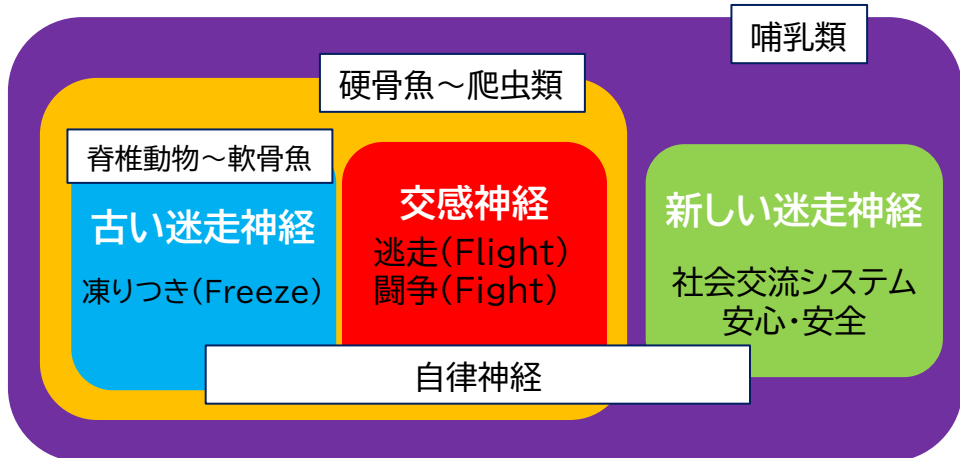 哺乳類
硬骨魚～爬虫類
脊椎動物～軟骨魚
古い迷走神経
凍りつき(Freeze)
交感神経
逃走(Flight)
闘争(Fight)
新しい迷走神経
社会交流システム
安心・安全
自律神経